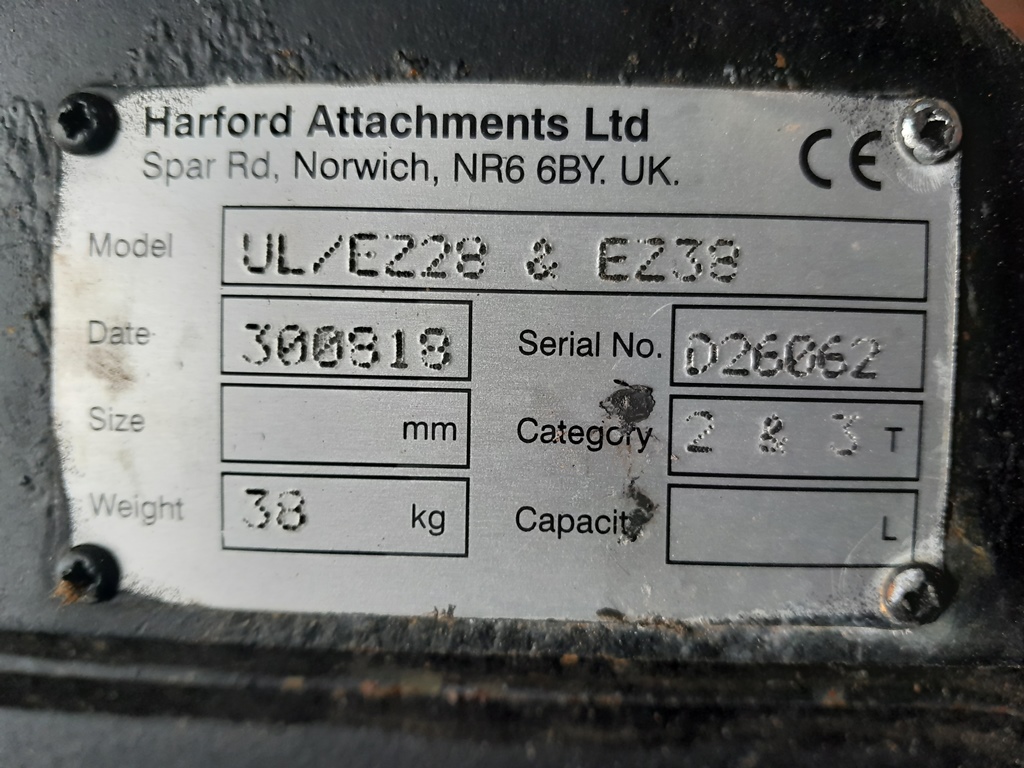 Harford Attachments Ltd
Spar Rd, Norwich, NR6 6BY. UK.
CE
Model UL/EZ28 & EZ38
Date 300818 Serial No. D26062
Size mm Category 2 & 3 T
Weight 38 kg Capacity L